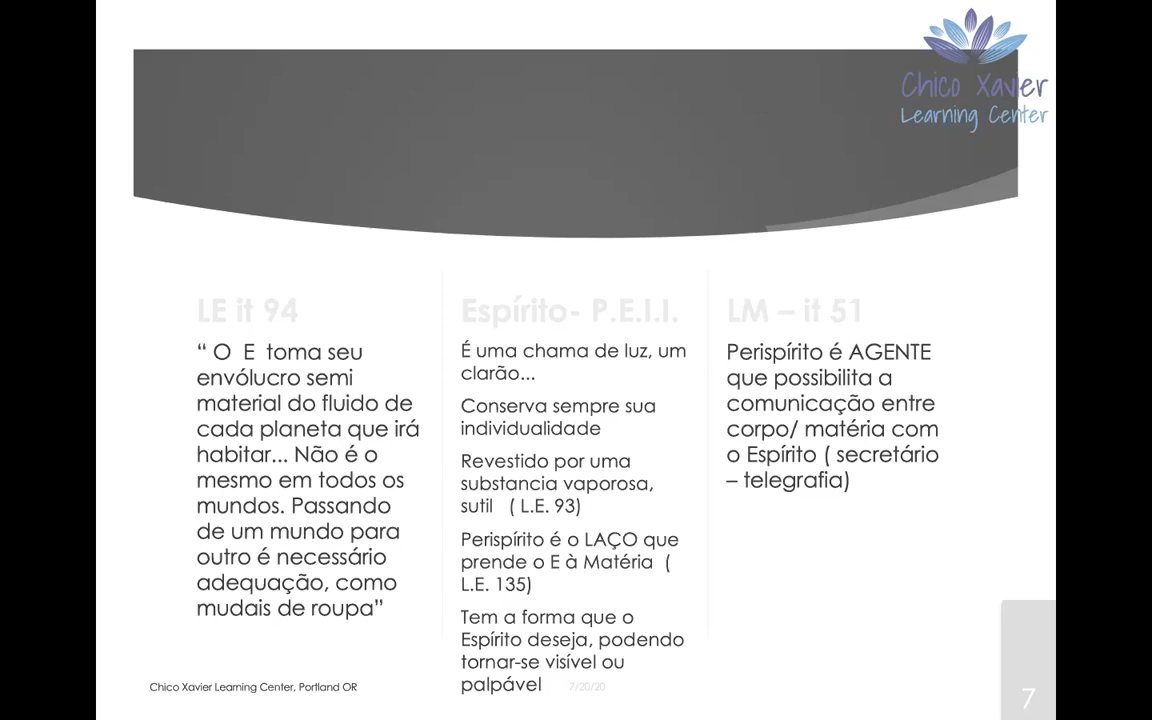 Chico Xavier
Learning Center
LE it 94
“ O E toma seu
envólucro semi
material do fluido de
cada planeta que irá
habitar... Não é o
mesmo em todos os
mundos. Passando
de um mundo para
outro é necessário
adequação, como
mudais de roupa”
Espírito- P.E.I.I.
É uma chama de luz, um
clarão...
Conserva sempre sua
individualidade
Revestido por uma
substancia vaporosa,
sutil ( L.E. 93)
Perispírito é o LAÇO que
prende o E à Matéria (
L.E. 135)
Tem a forma que o
Espírito deseja, podendo
tornar-se visível ou
palpável
LM – it 51
Perispírito é AGENTE
que possibilita a
comunicação entre
corpo/ matéria com
o Espírito ( secretário
– telegrafia)
Chico Xavier Learning Center, Portland OR
7/20/20
7